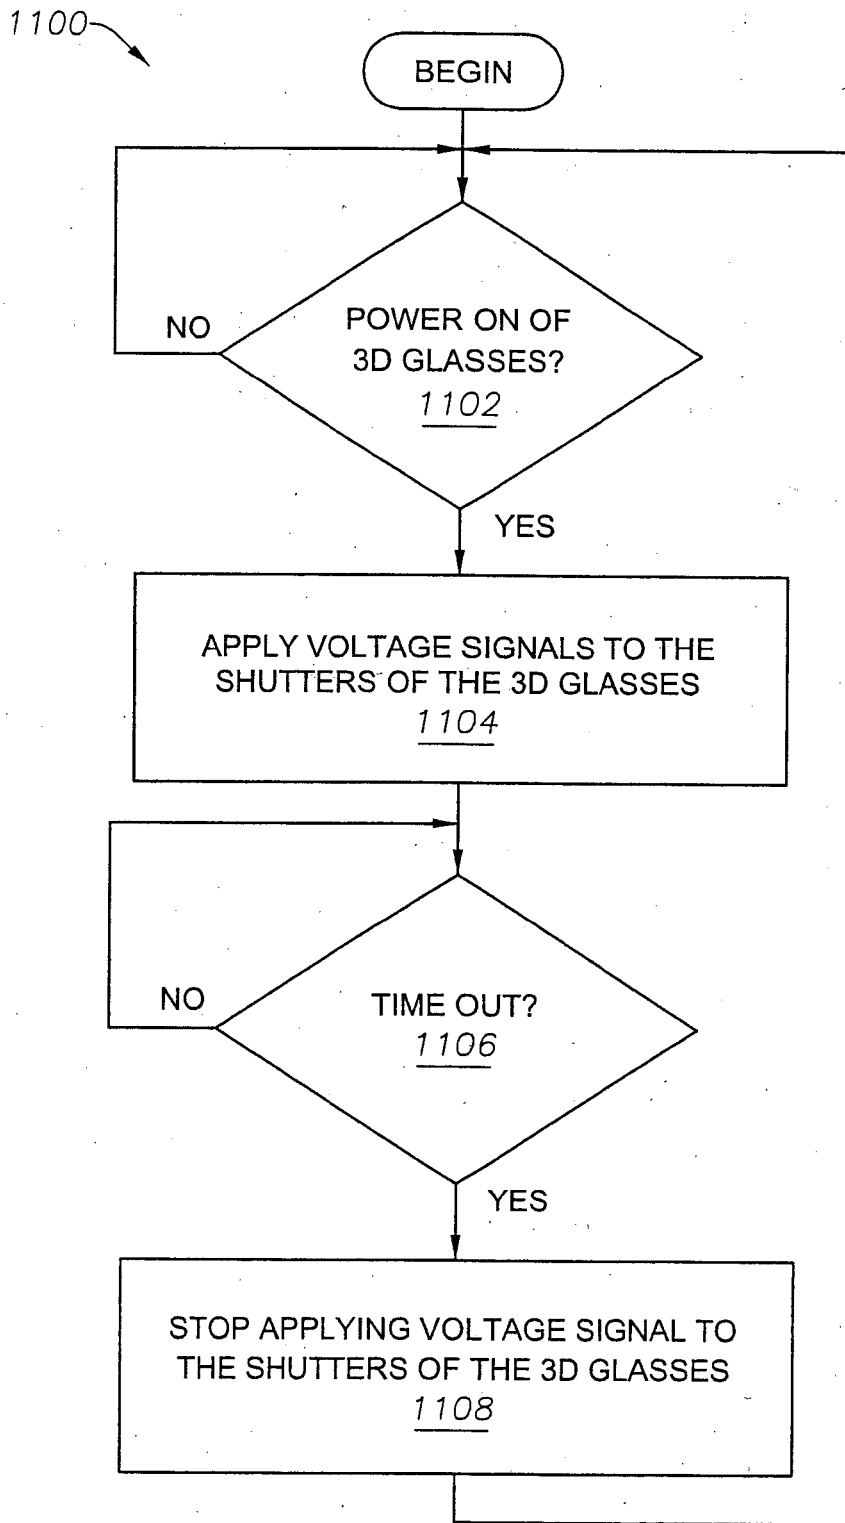 1100
BEGIN
NO
POWER ON OF
3D GLASSES?
1102
YES
APPLY VOLTAGE SIGNALS TO THE
SHUTTERS OF THE 3D GLASSES
1104
NO
TIME OUT?
1106
YES
STOP APPLYING VOLTAGE SIGNAL TO
THE SHUTTERS OF THE 3D GLASSES
1108